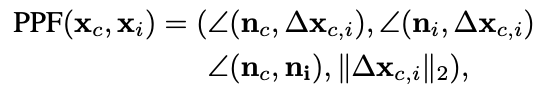 PPF(x_c, x_i) = (∠(n_c, Δx_{c,i}), ∠(n_i, Δx_{c,i})
∠(n_c, n_i), ‖Δx_{c,i}‖_2),